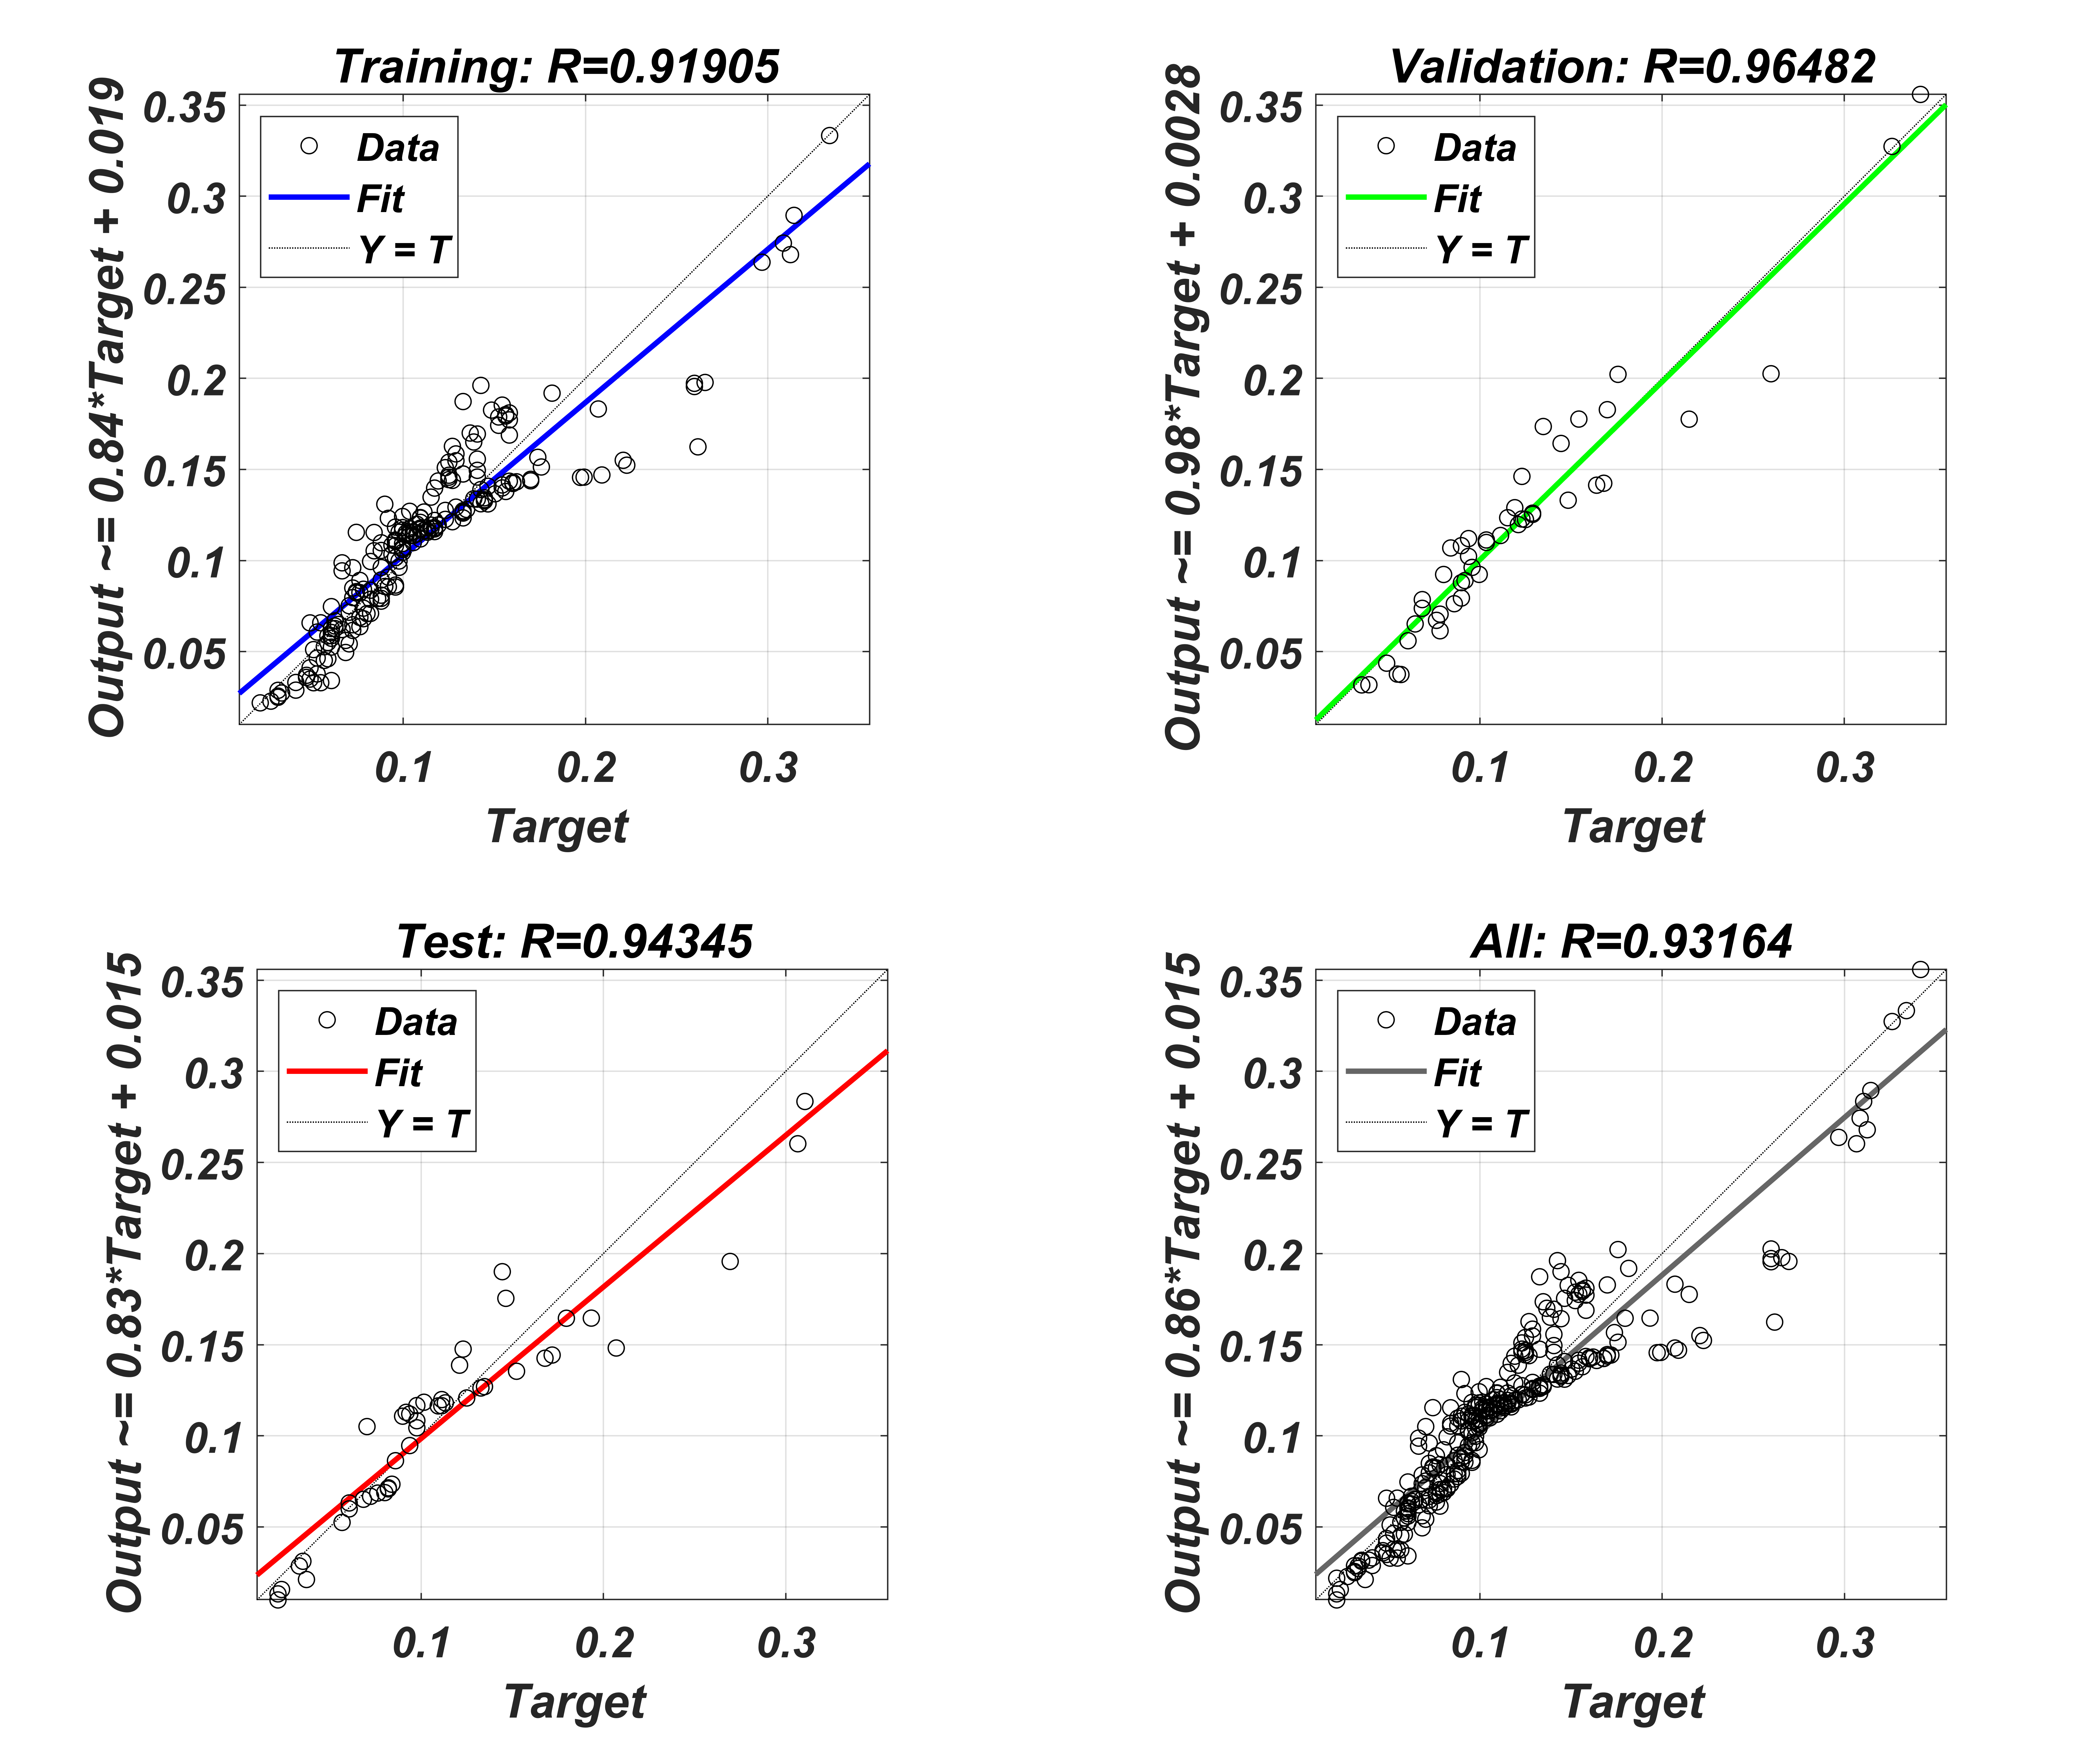 Training: R=0.91905
Output ~= 0.84*Target + 0.019
0.35
0.3
0.25
0.2
0.15
0.1
0.05
Data
Fit
Y = T
0.1 0.2 0.3
Target
Validation: R=0.96482
Output ~= 0.98*Target + 0.0028
0.35
0.3
0.25
0.2
0.15
0.1
0.05
Data
Fit
Y = T
0.1 0.2 0.3
Target
Test: R=0.94345
Output ~= 0.83*Target + 0.015
0.35
0.3
0.25
0.2
0.15
0.1
0.05
Data
Fit
Y = T
0.1 0.2 0.3
Target
All: R=0.93164
Output ~= 0.86*Target + 0.015
0.35
0.3
0.25
0.2
0.15
0.1
0.05
Data
Fit
Y = T
0.1 0.2 0.3
Target